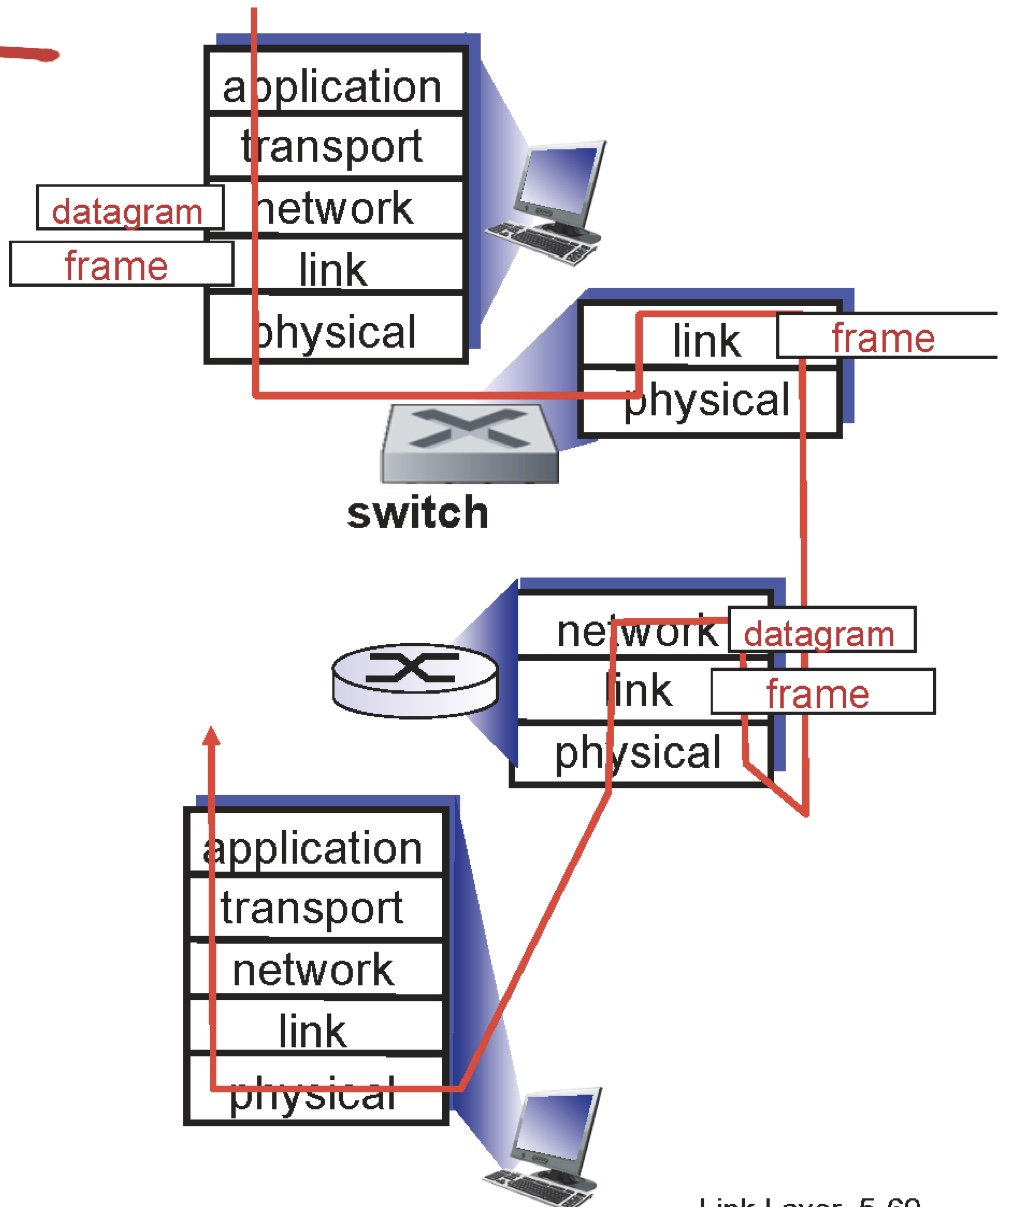 application
transport
datagram
network
frame
link
physical
link
frame
physical
switch
network
datagram
link
frame
physical
application
transport
network
link
physical
Link Layer 5-69